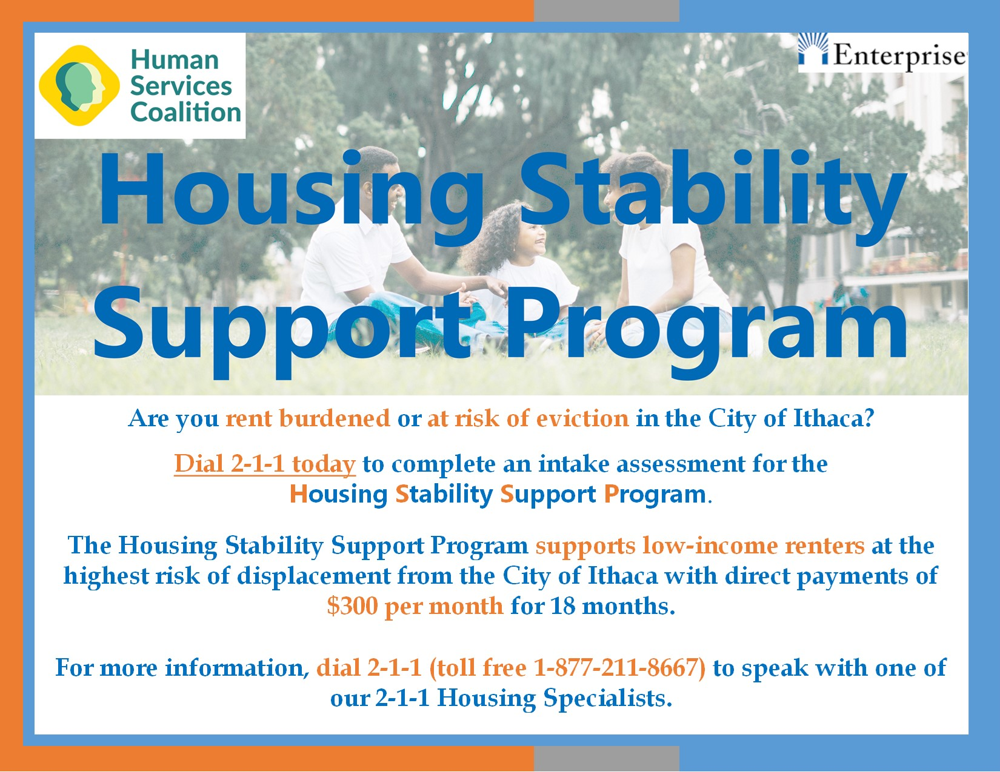 Human
Services
Coalition
Enterprise
Housing Stability
Support Program
Are you rent burdened or at risk of eviction in the City of Ithaca?
Dial 2-1-1 today to complete an intake assessment for the
Housing Stability Support Program.
The Housing Stability Support Program supports low-income renters at the
highest risk of displacement from the City of Ithaca with direct payments of
$300 per month for 18 months.
For more information, dial 2-1-1 (toll free 1-877-211-8667) to speak with one of
our 2-1-1 Housing Specialists.